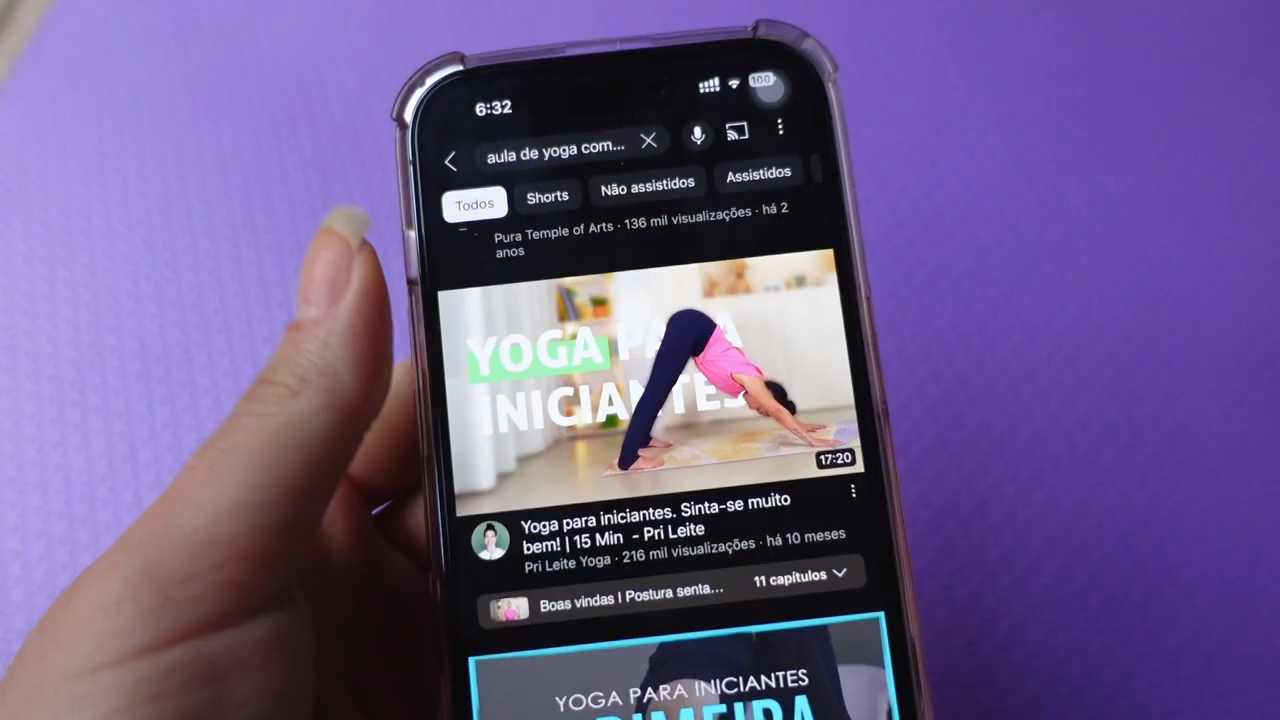 6:32
100
aula de yoga com...
Todos
Shorts
Não assistidos
Assistidos
Pura Temple of Arts · 136 mil visualizações · há 2
anos
YOGA PARA
INICIANTES
17:20
Yoga para iniciantes. Sinta-se muito
bem! | 15 Min - Pri Leite
Pri Leite Yoga · 216 mil visualizações · há 10 meses
Boas vindas I Postura senta...
11 capítulos
YOGA PARA INICIANTES
PRIMEIRA